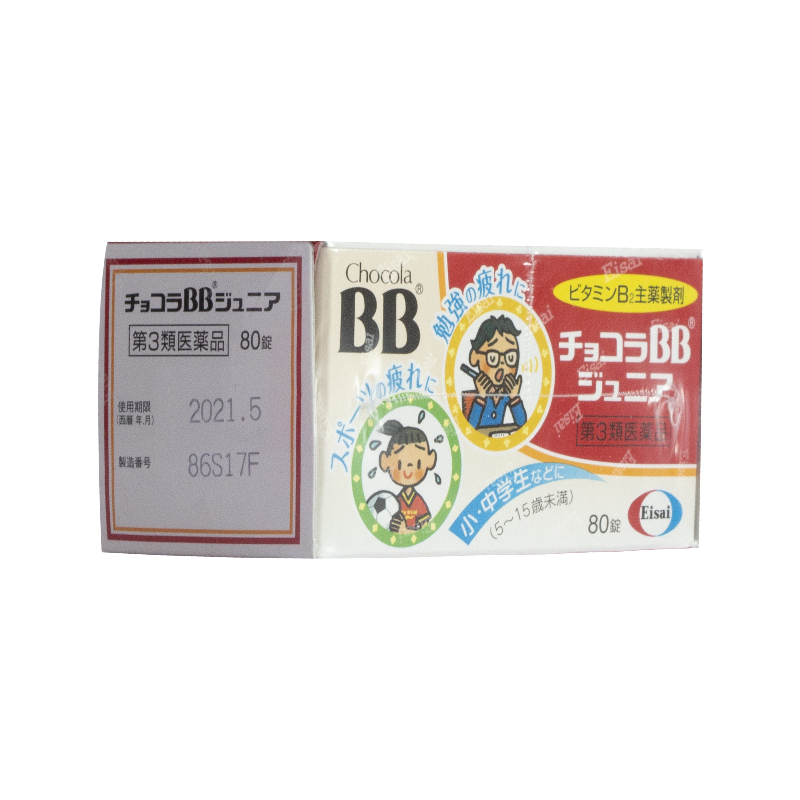 チョコラBB®ジュニア
第3類医薬品 80錠
使用期限
(西暦 年.月)
2021.5
製造番号
86S17F
Chocola
BB®
勉強の疲れに
スポーツの疲れに
小・中学生などに
(5～15歳未満)
ビタミンB2主薬製剤
チョコラBB®
ジュニア
第3類医薬品
80錠
Eisai
Eisai
Eisai
Eisai